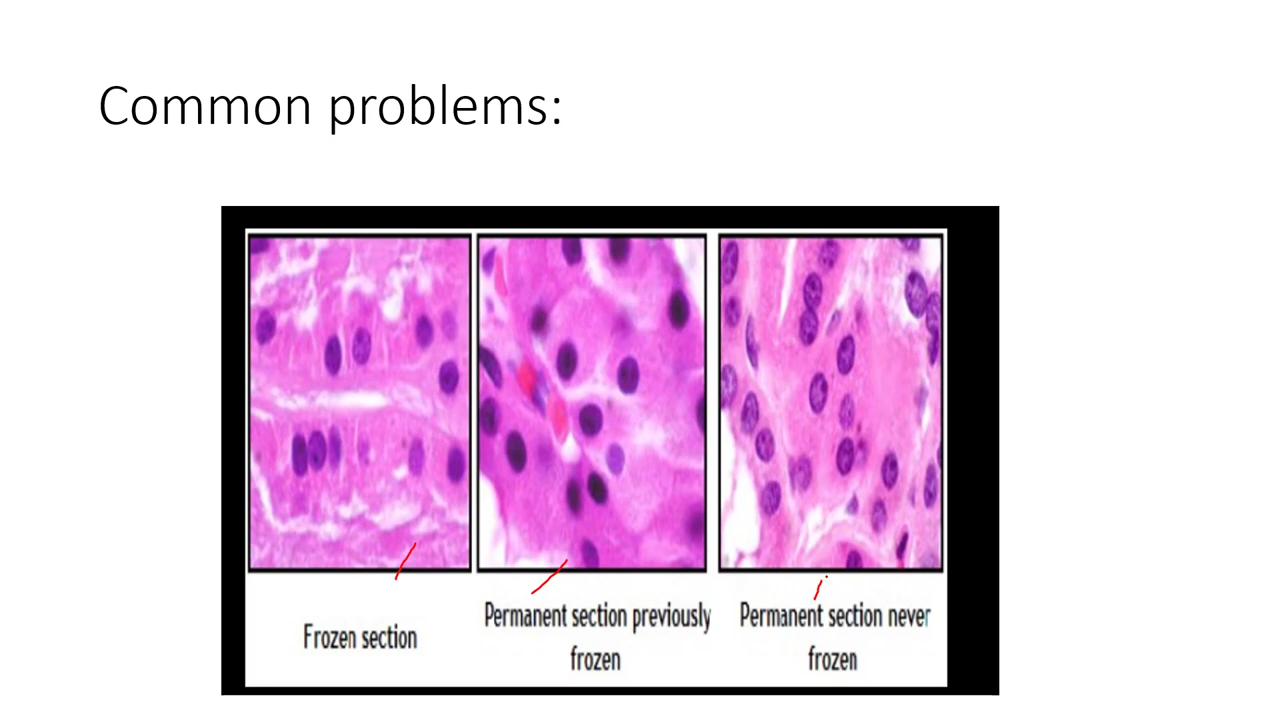 Common problems:
Frozen section
Permanent section previously
frozen
Permanent section never
frozen